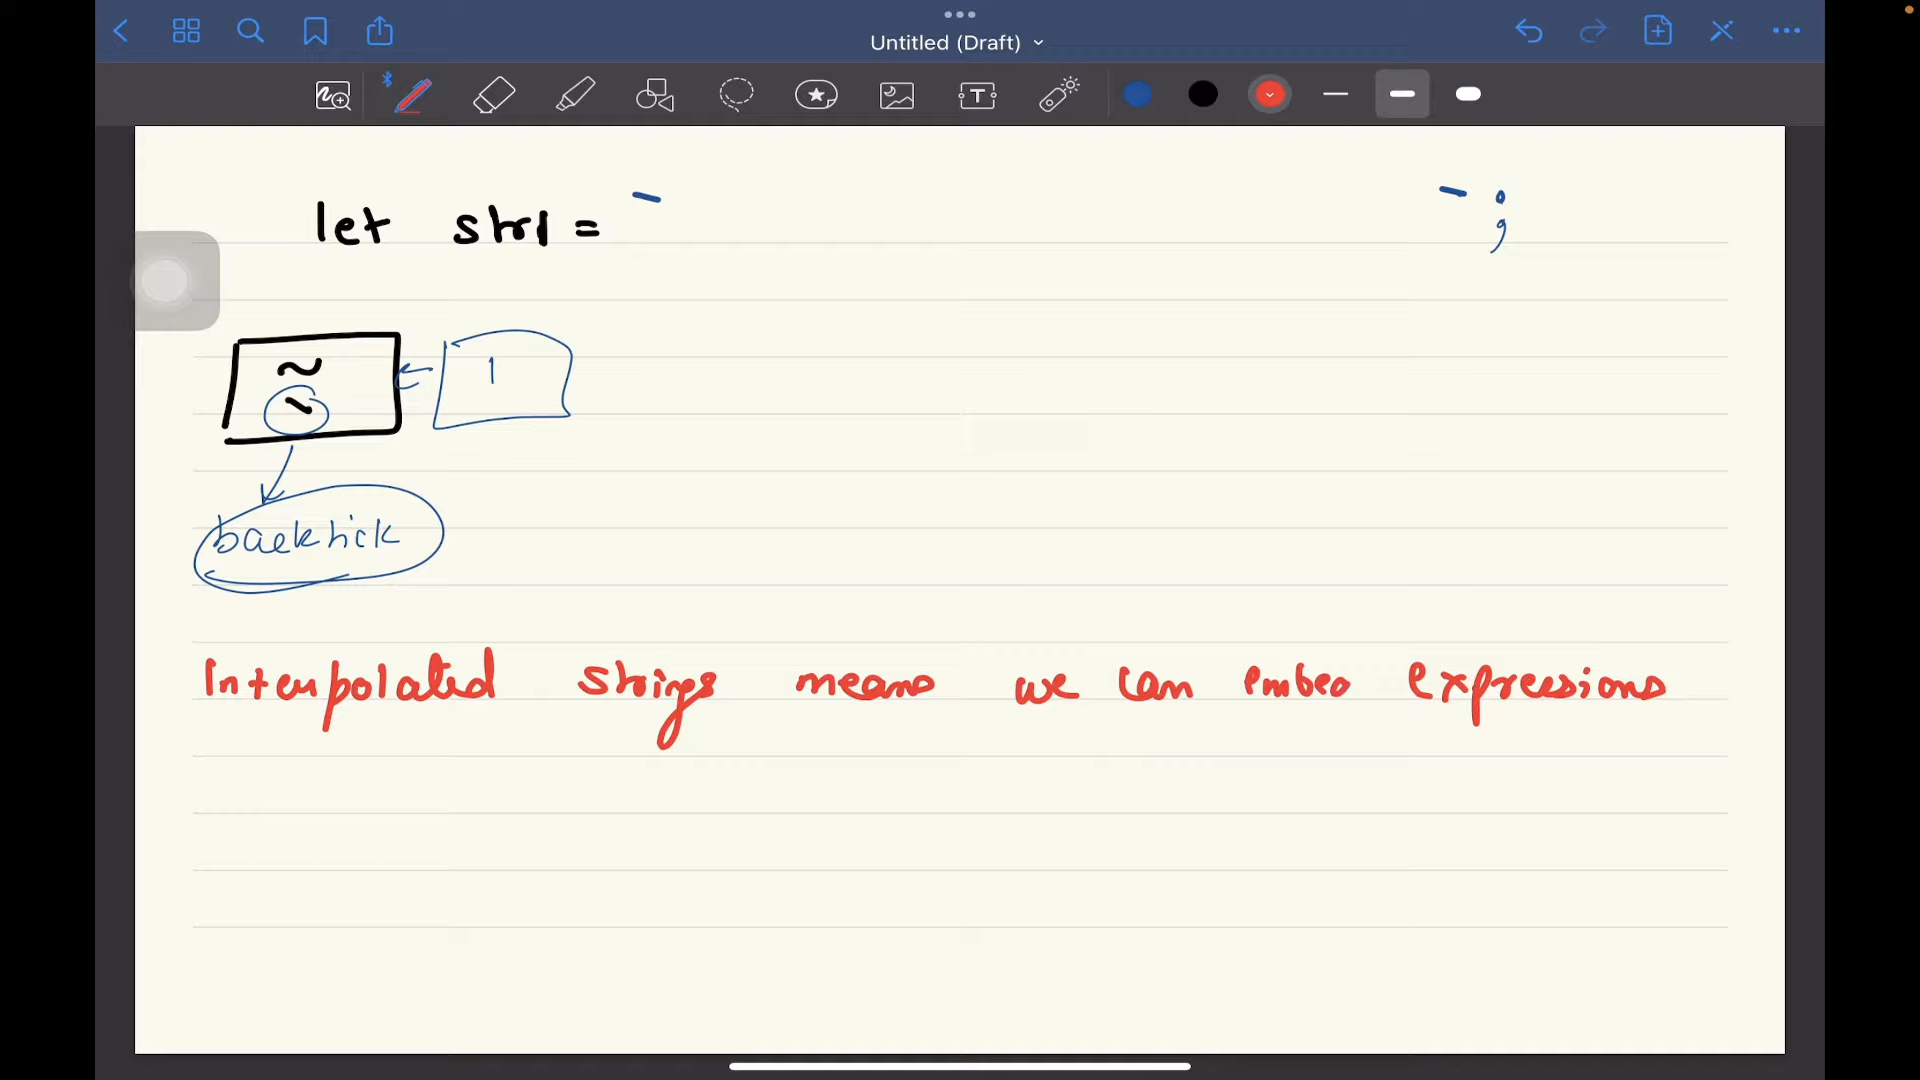 Untitled (Draft)
let str1 = ` ` ;
~
` 1
backtick
Interpolated strings means we can embed expressions